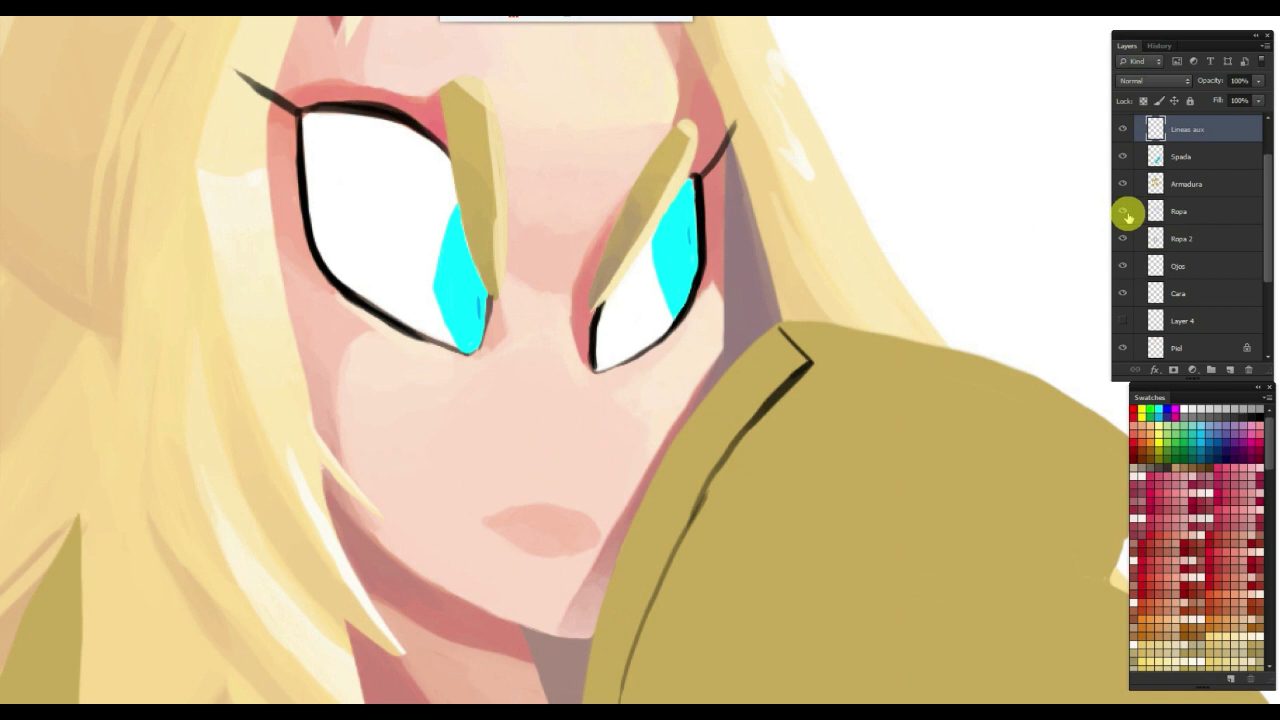 Layers History
Kind
Normal Opacity: 100%
Lock: Fill: 100%
Lineas aux
Spada
Armadura
Ropa
Ropa 2
Ojos
Cara
Layer 4
Piel
fx
Swatches